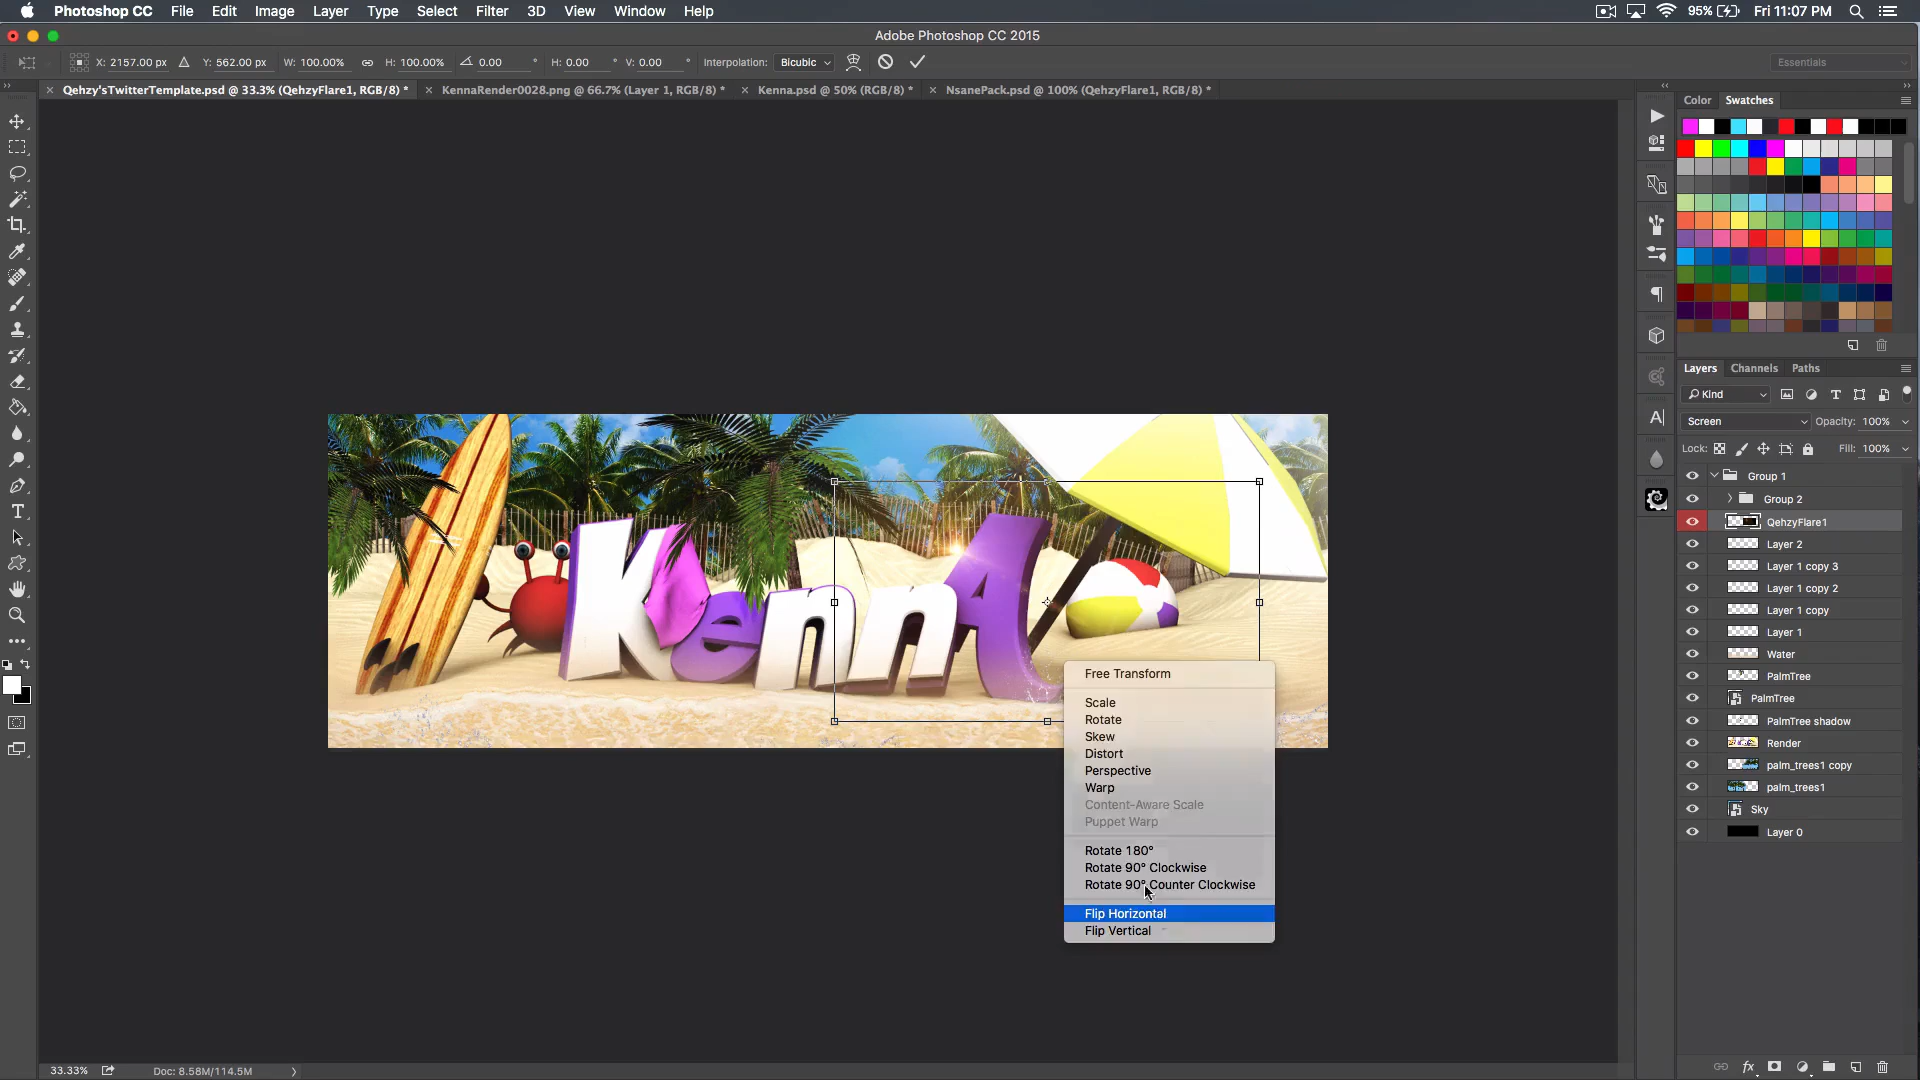 Photoshop CC File Edit Image Layer Type Select Filter 3D View Window Help 95% Fri 11:07 PM
Adobe Photoshop CC 2015
X: 2157.00 px Y: 562.00 px W: 100.00% H: 100.00% 0.00 ° H: 0.00 ° V: 0.00 ° Interpolation: Bicubic Essentials
Qehzy'sTwitterTemplate.psd @ 33.3% (QehzyFlare1, RGB/8) * KennaRender0028.png @ 66.7% (Layer 1, RGB/8) * Kenna.psd @ 50% (RGB/8) * NsanePack.psd @ 100% (QehzyFlare1, RGB/8) *
Color Swatches
Layers Channels Paths
Kind
Screen Opacity: 100%
Lock: Fill: 100%
Group 1
Group 2
QehzyFlare1
Layer 2
Layer 1 copy 3
Layer 1 copy 2
Layer 1 copy
Layer 1
Water
PalmTree
PalmTree
PalmTree shadow
Render
palm_trees1 copy
palm_trees1
Sky
Layer 0
KennA
Free Transform
Scale
Rotate
Skew
Distort
Perspective
Warp
Content-Aware Scale
Puppet Warp
Rotate 180°
Rotate 90° Clockwise
Rotate 90° Counter Clockwise
Flip Horizontal
Flip Vertical
33.33% Doc: 8.58M/114.5M